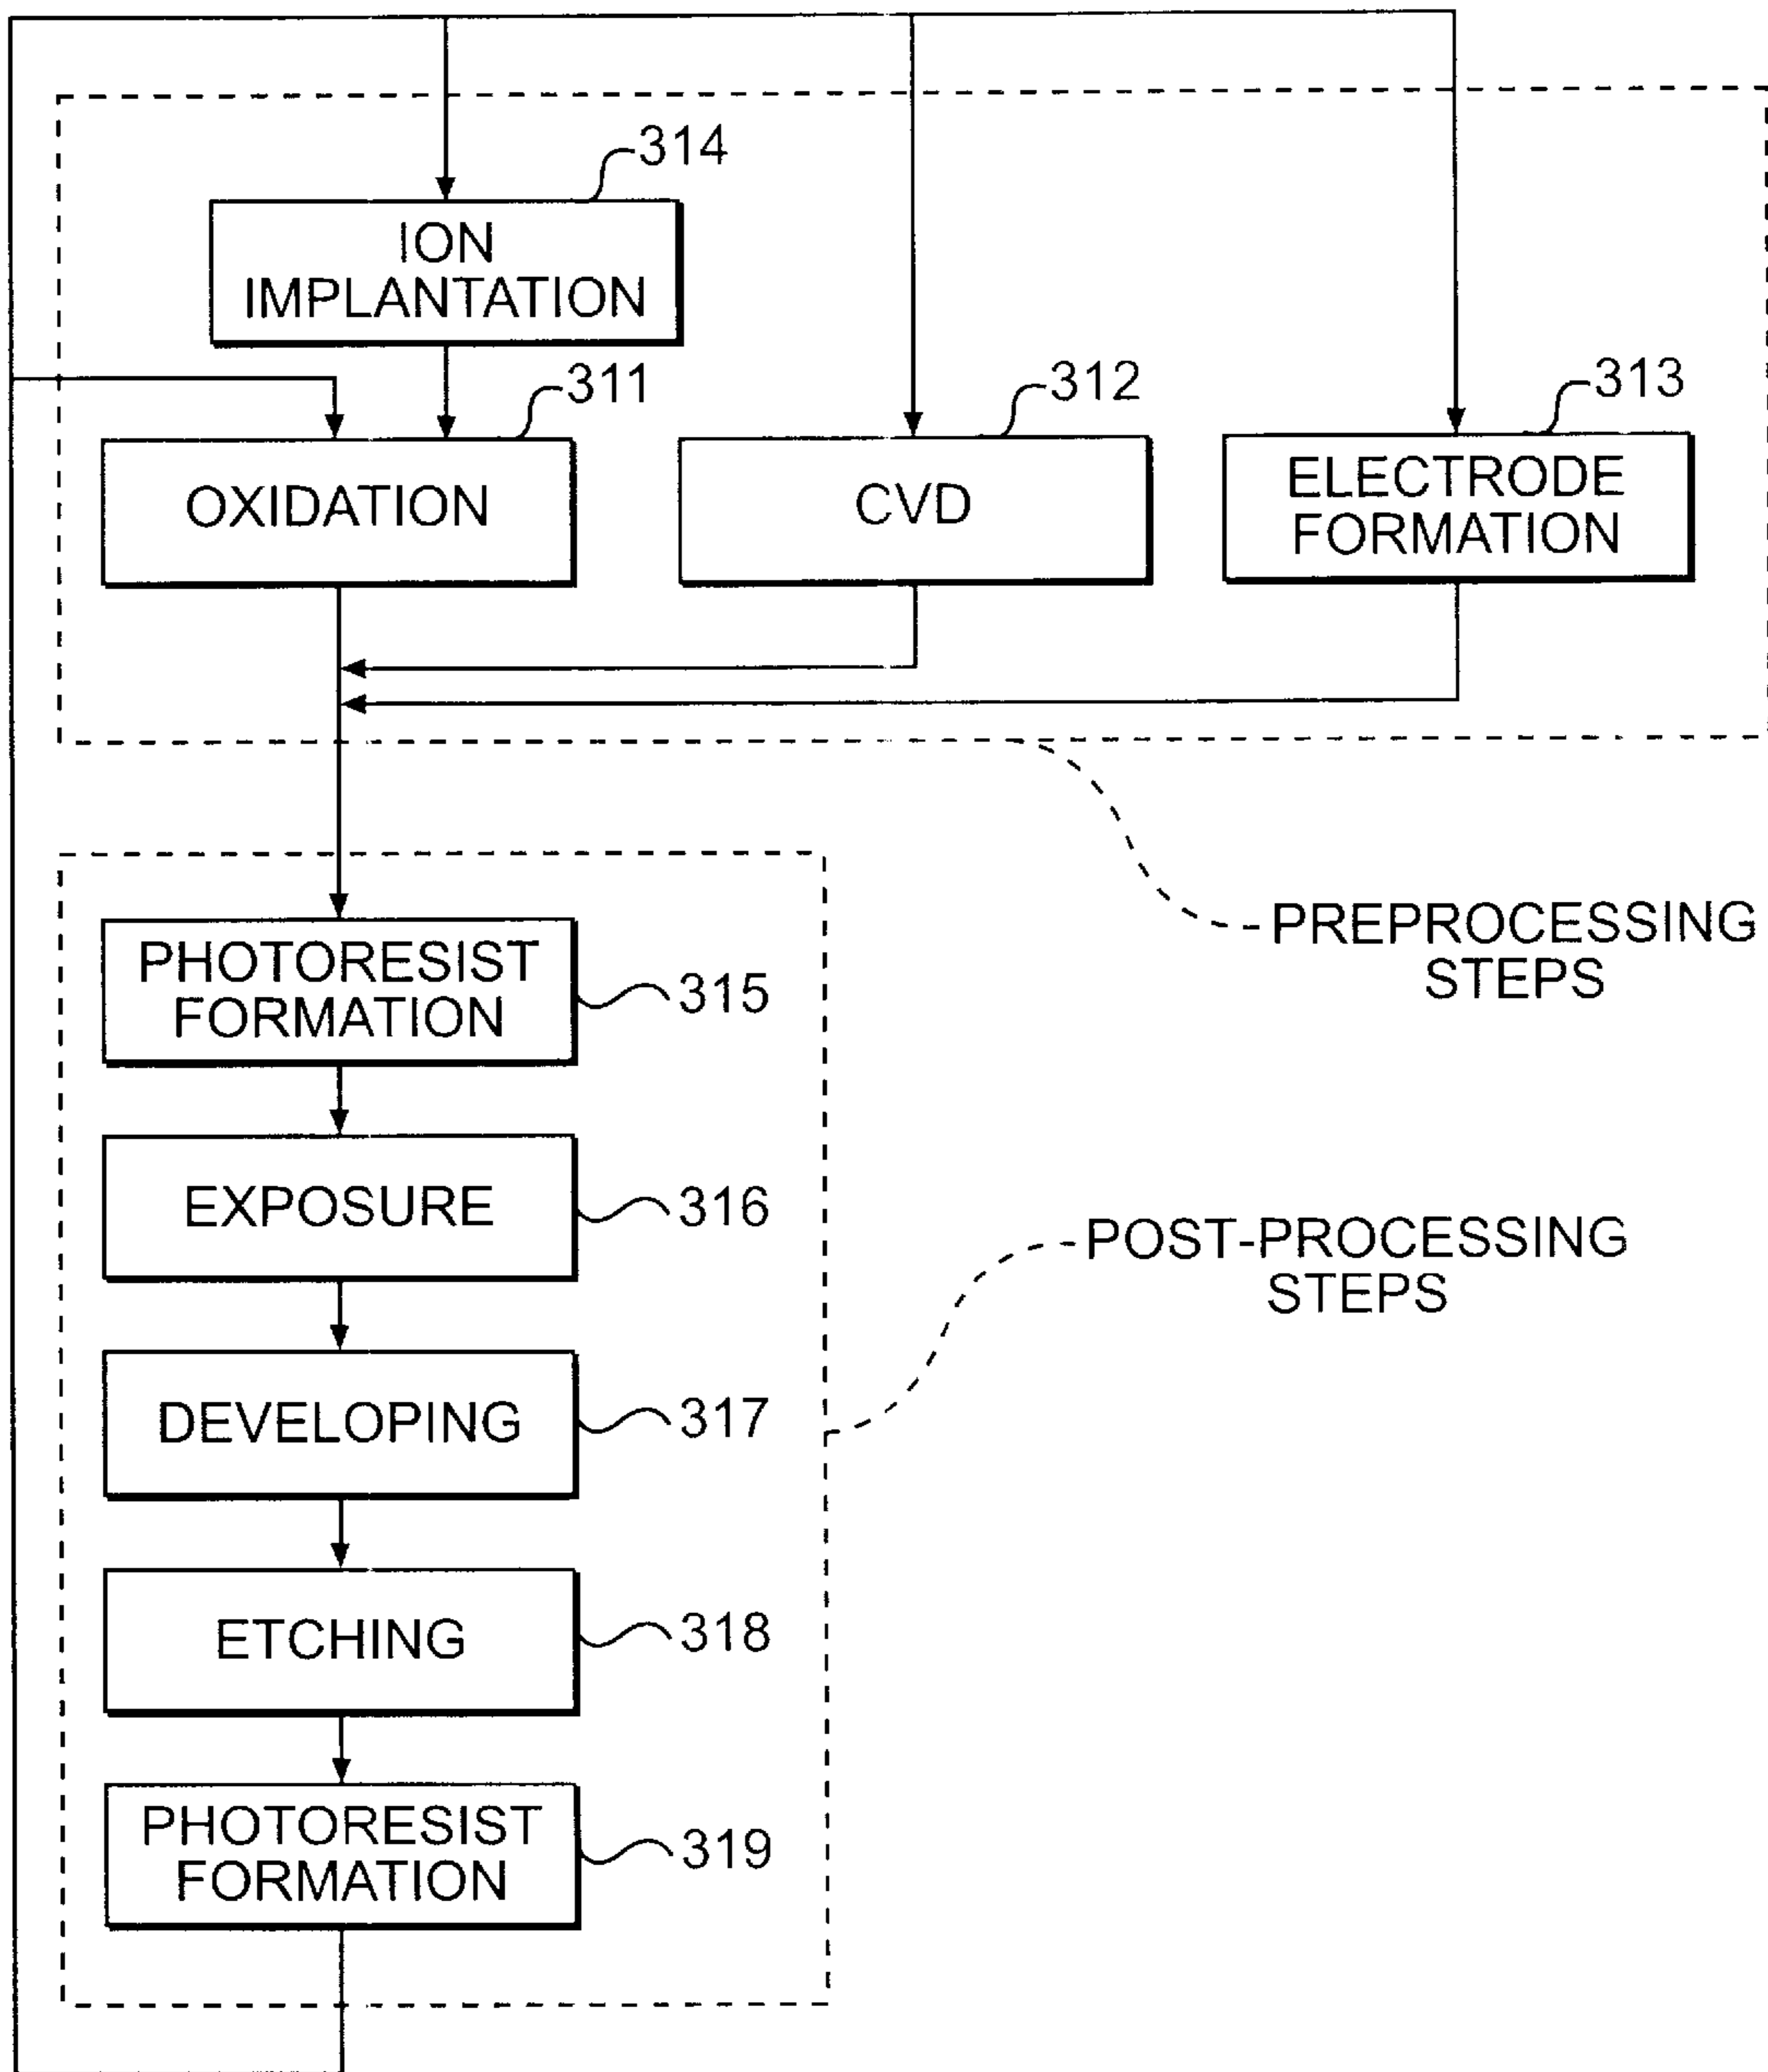 314
ION
IMPLANTATION
311
312
313
OXIDATION
CVD
ELECTRODE
FORMATION
PREPROCESSING
STEPS
PHOTORESIST
FORMATION
315
EXPOSURE
316
POST-PROCESSING
STEPS
DEVELOPING
317
ETCHING
318
PHOTORESIST
FORMATION
319